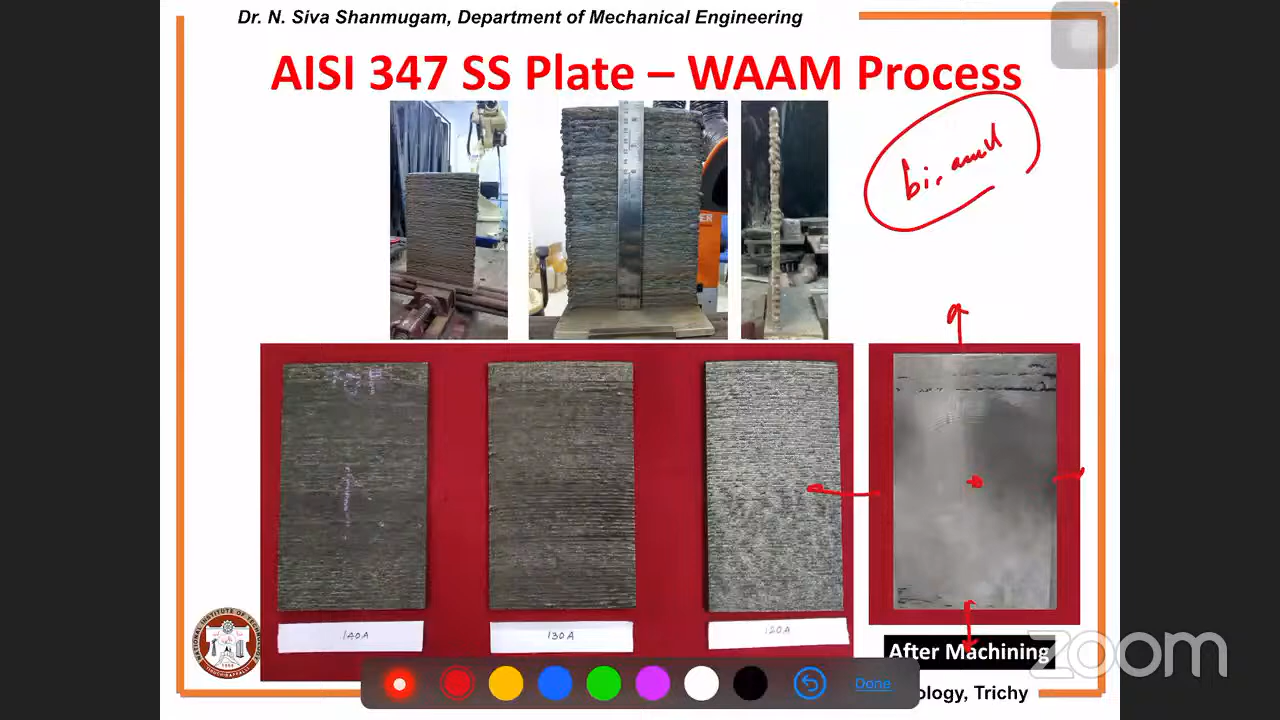 Dr. N. Siva Shanmugam, Department of Mechanical Engineering
AISI 347 SS Plate – WAAM Process
140A
130A
120A
After Machining
zoom
ology, Trichy
Done